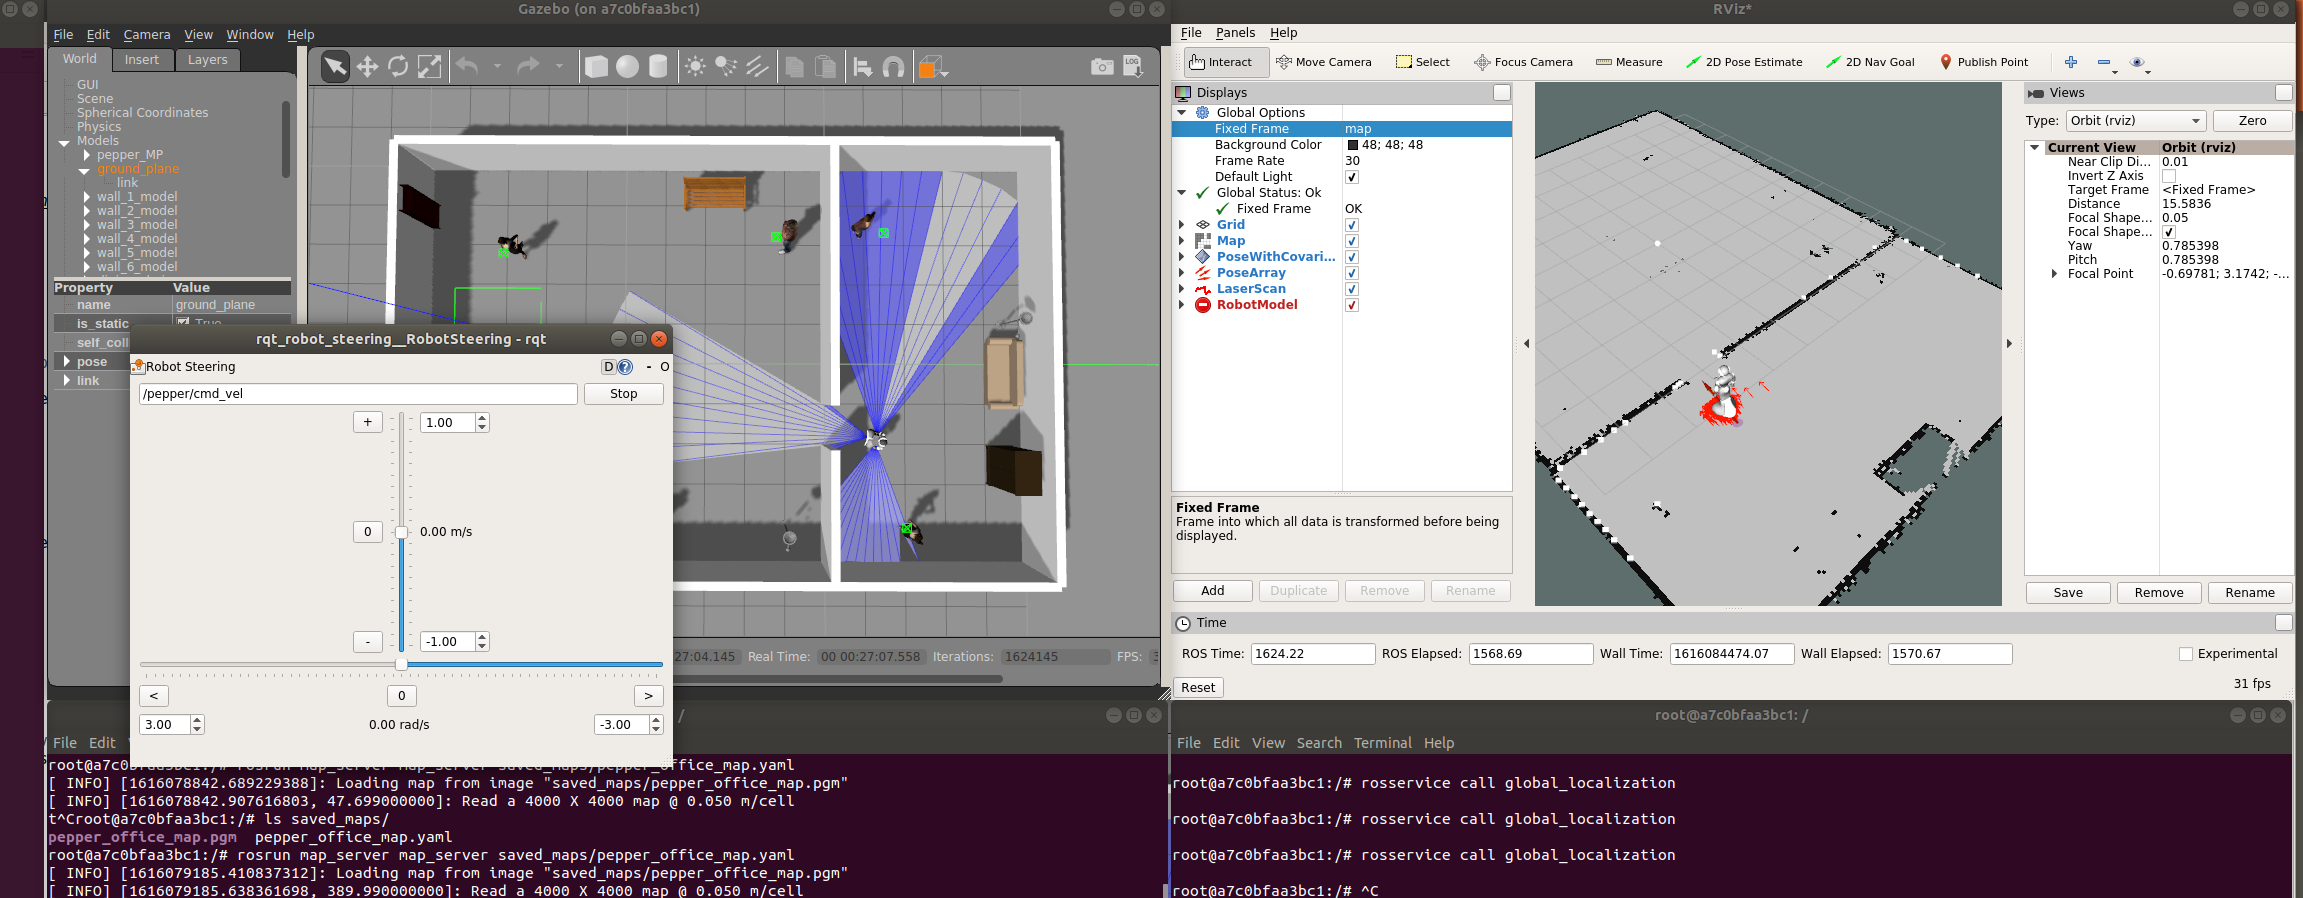 Gazebo (on a7c0bfaa3bc1)
File Edit Camera View Window Help
World Insert Layers
GUI
Scene
Spherical Coordinates
Physics
Models
pepper_MP
ground_plane
link
wall_1_model
wall_2_model
wall_3_model
wall_4_model
wall_5_model
wall_6_model
Property Value
name ground_plane
is_static True
self_coll
pose
link
LOG
27:04.145 Real Time: 00 00:27:07.558 Iterations: 1624145 FPS:
rqt_robot_steering__RobotSteering - rqt
Robot Steering D ? - O
/pepper/cmd_vel Stop
+ 1.00
0 0.00 m/s
- -1.00
< 0 >
3.00 0.00 rad/s -3.00
RViz*
File Panels Help
Interact Move Camera Select Focus Camera Measure 2D Pose Estimate 2D Nav Goal Publish Point
Displays
Global Options
Fixed Frame map
Background Color 48; 48; 48
Frame Rate 30
Default Light
Global Status: Ok
Fixed Frame OK
Grid
Map
PoseWithCovari...
PoseArray
LaserScan
RobotModel
Fixed Frame
Frame into which all data is transformed before being
displayed.
Add Duplicate Remove Rename
Views
Type: Orbit (rviz) Zero
Current View Orbit (rviz)
Near Clip Di... 0.01
Invert Z Axis
Target Frame <Fixed Frame>
Distance 15.5836
Focal Shape... 0.05
Focal Shape...
Yaw 0.785398
Pitch 0.785398
Focal Point -0.69781; 3.1742; -...
Save Remove Rename
Time
ROS Time: 1624.22 ROS Elapsed: 1568.69 Wall Time: 1616084474.07 Wall Elapsed: 1570.67 Experimental
Reset 31 fps
/
File Edit
root@a7c0bfaa3bc1:/# rosrun map_server map_server saved_maps/pepper_office_map.yaml
[ INFO] [1616078842.689229388]: Loading map from image "saved_maps/pepper_office_map.pgm"
[ INFO] [1616078842.907616803, 47.699000000]: Read a 4000 X 4000 map @ 0.050 m/cell
t^Croot@a7c0bfaa3bc1:/# ls saved_maps/
pepper_office_map.pgm pepper_office_map.yaml
root@a7c0bfaa3bc1:/# rosrun map_server map_server saved_maps/pepper_office_map.yaml
[ INFO] [1616079185.410837312]: Loading map from image "saved_maps/pepper_office_map.pgm"
[ INFO] [1616079185.638361698, 389.990000000]: Read a 4000 X 4000 map @ 0.050 m/cell
root@a7c0bfaa3bc1: /
File Edit View Search Terminal Help
root@a7c0bfaa3bc1:/# rosservice call global_localization
root@a7c0bfaa3bc1:/# rosservice call global_localization
root@a7c0bfaa3bc1:/# rosservice call global_localization
root@a7c0bfaa3bc1:/# ^C